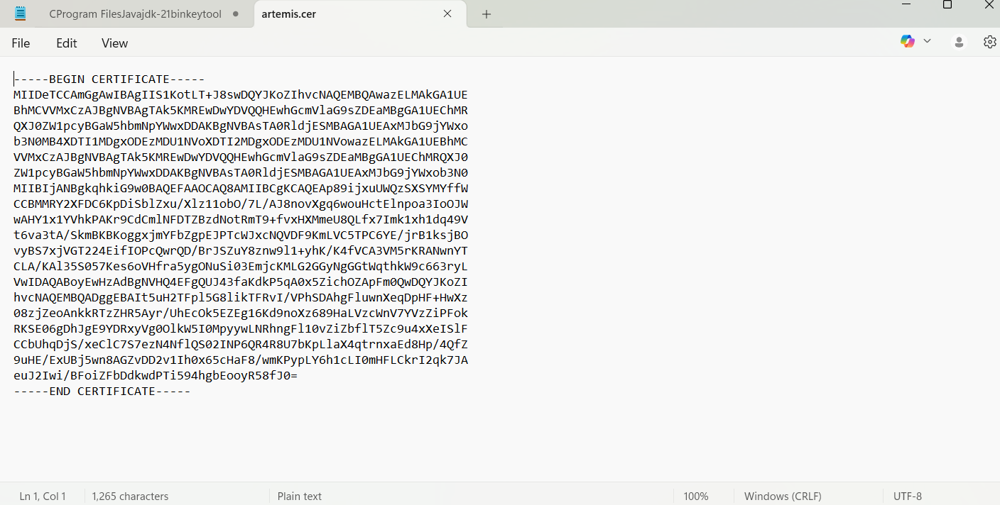 CProgram FilesJavajdk-21binkeytool
artemis.cer
File Edit View
-----BEGIN CERTIFICATE-----
MIIDeTCCAmGgAwIBAgIIS1KotLT+J8swDQYJKoZIhvcNAQEMBQAwazELMAkGA1UE
BhMCVVMxCzAJBgNVBAgTAk5KMREwDwYDVQQHEwhGcmVlaG9sZDEaMBgGA1UEChMR
QXJ0ZW1pcyBGaW5hbmNpYWwxDDAKBgNVBAsTA0RldjESMBAGA1UEAxMJbG9jYWxo
b3N0MB4XDTI1MDgxODEzMDU1NVoXDTI2MDgxODEzMDU1NVowazELMAkGA1UEBhMC
VVMxCzAJBgNVBAgTAk5KMREwDwYDVQQHEwhGcmVlaG9sZDEaMBgGA1UEChMRQXJ0
ZW1pcyBGaW5hbmNpYWwxDDAKBgNVBAsTA0RldjESMBAGA1UEAxMJbG9jYWxob3N0
MIIBIjANBgkqhkiG9w0BAQEFAAOCAQ8AMIIBCgKCAQEAp89ijxuUWQzSXSYMYffW
CCBMMRY2XFDC6KpDiSblZxu/Xlz11obO/7L/AJ8novXgq6wouHctElnpoa3IoOJW
wAHY1x1YVhkPAKr9CdCmlNFDTZBzdNotRmT9+fvxHXMmeU8QLfx7Imk1xh1dq49V
t6va3tA/SkmBKBKoggxjmYFbZgpEJPTcWJxcNQVDF9KmLVC5TPC6YE/jrB1ksjBO
vyBS7xjVGT224EifIOPcQwrQD/BrJSZuY8znw9l1+yhK/K4fVCA3VM5rKRANwnYT
CLA/KAl35S057Kes6oVHfra5ygONuSi03EmjcKMLG2GGyNgGGtWqthkW9c663ryL
VwIDAQABoyEwHzAdBgNVHQ4EFgQUJ43faKdkP5qA0x5ZichOZApFm0QwDQYJKoZI
hvcNAQEMBQADggEBAIt5uH2TFpl5G8likTFRvI/VPhSDAhgFluwnXeqDpHF+HwXz
08zjZeoAnkkRTzZHR5Ayr/UhEcOk5EZEg16Kd9noXz689HaLVzcWnV7YVzZiPFok
RKSE06gDhJgE9YDRxyVg0OlkW5I0MpyywLNRhngFl10vZiZbflT5Zc9u4xXeISlF
CCbUhqDjS/xeClC7S7ezN4NflQS02INP6QR4R8U7bKpLlaX4qtrnxaEd8Hp/4QfZ
9uHE/ExUBj5wn8AGZvDD2v1Ih0x65cHaF8/wmKPypLY6h1cLI0mHFLCkrI2qk7JA
euJ2Iwi/BFoiZFbDdkwdPTi594hgbEooyR58fJ0=
-----END CERTIFICATE-----
Ln 1, Col 1 1,265 characters Plain text 100% Windows (CRLF) UTF-8